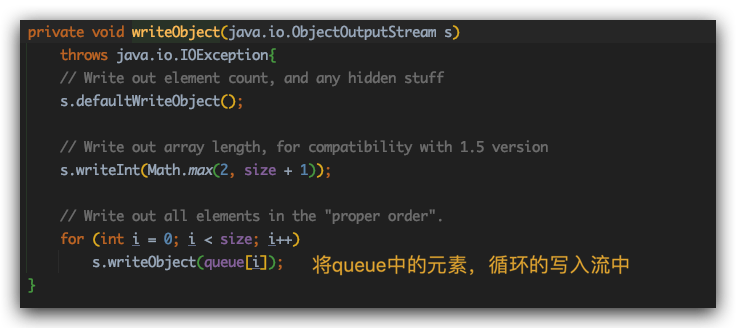 private void writeObject(java.io.ObjectOutputStream s)
throws java.io.IOException{
// Write out element count, and any hidden stuff
s.defaultWriteObject();
// Write out array length, for compatibility with 1.5 version
s.writeInt(Math.max(2, size + 1));
// Write out all elements in the "proper order".
for (int i = 0; i < size; i++)
s.writeObject(queue[i]); 将queue中的元素，循环的写入流中
}